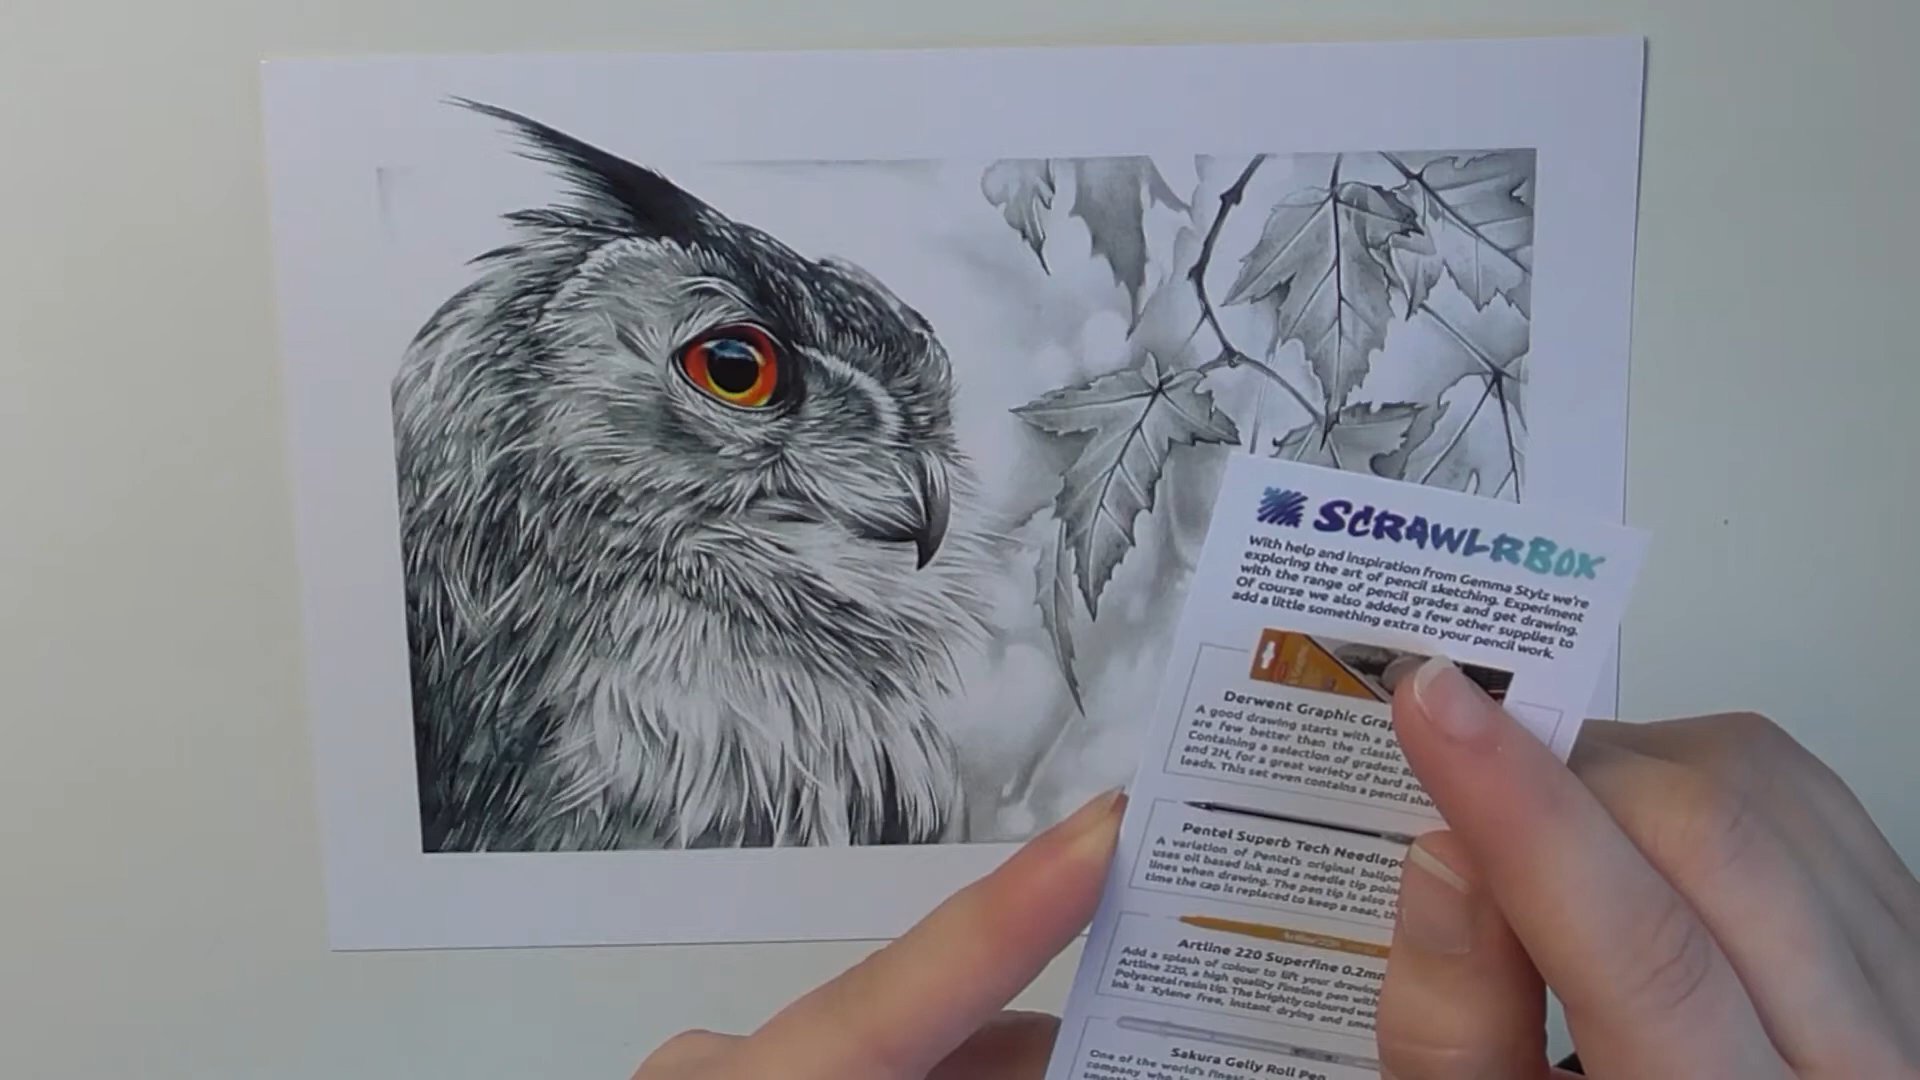 SCRAWLRBOX
With help and inspiration from Gemma Stylz we're
exploring the art of pencil sketching. Experiment
with the range of pencil grades and get drawing.
Of course we also added a few other supplies to
add a little something extra to your pencil work.
Derwent Graphic
A good drawing starts with a
are few better than the classic
Containing a selection of grades:
and 2H, for a great variety of hard
leads. This set even contains a pencil
Pentel Superb Tech
A variation of Pentel's original
uses oil based ink and a needle tip
lines when drawing. The pen tip is also
time the cap is replaced to keep a neat,
Artline 220 Superfine 0.2mm
Add a splash of colour to lift your drawing
Artline 220, a high quality fineline pen with
Polyacetal resin tip. The brightly coloured
ink is Xylene free, instant drying and
Sakura Gelly Roll Pen
One of the world's finest
company who